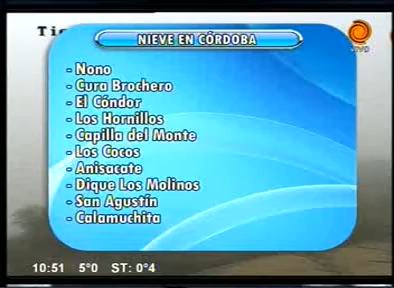 NIEVE EN CÓRDOBA
- Nono
- Cura Brochero
- El Cóndor
- Los Hornillos
- Capilla del Monte
- Los Cocos
- Anisacate
- Dique Los Molinos
- San Agustín
- Calamuchita
VIVO
10:51 5°0 ST: 0°4